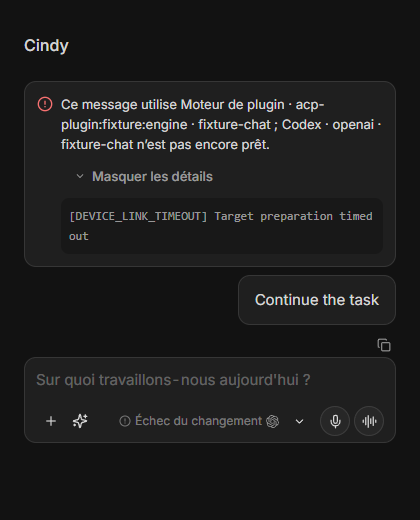 Cindy
Ce message utilise Moteur de plugin · acp-
plugin:fixture:engine · fixture-chat ; Codex · openai ·
fixture-chat n’est pas encore prêt.
Masquer les détails
[DEVICE_LINK_TIMEOUT] Target preparation timed
out
Continue the task
Sur quoi travaillons-nous aujourd'hui ?
Échec du changement